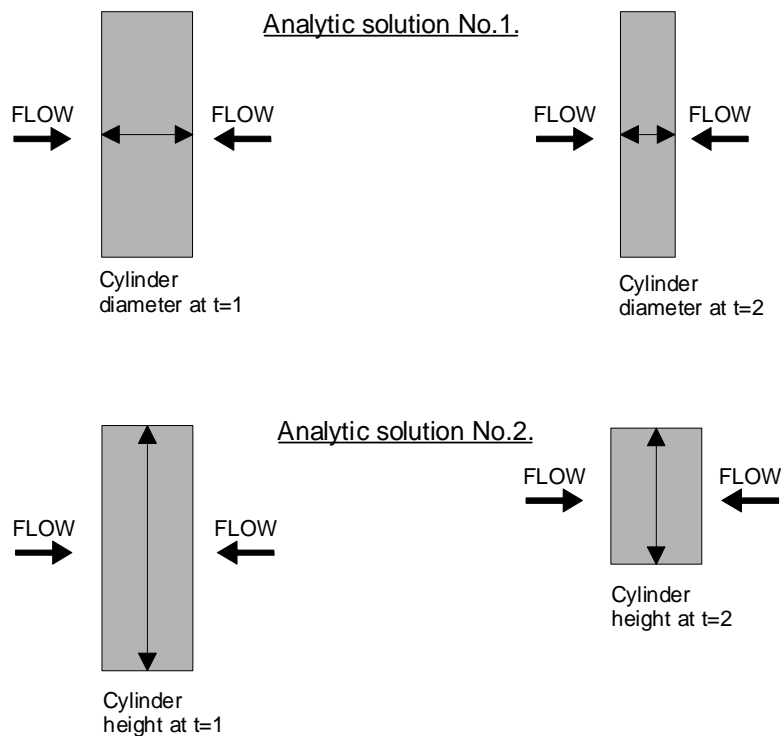 Analytic solution No.1.
FLOW
FLOW
FLOW
FLOW
Cylinder
diameter at t=1
Cylinder
diameter at t=2
Analytic solution No.2.
FLOW
FLOW
FLOW
FLOW
Cylinder
height at t=2
Cylinder
height at t=1